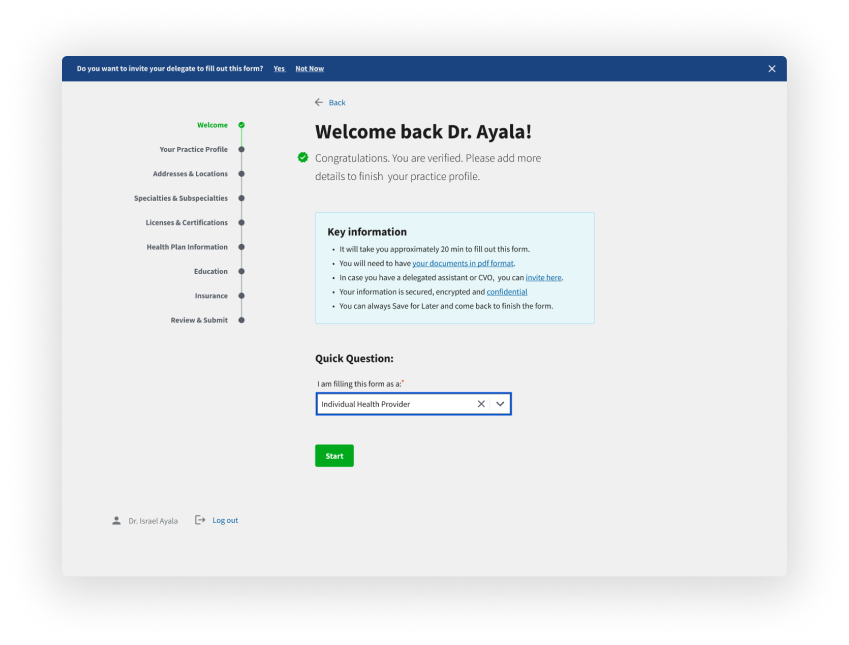 Do you want to invite your delegate to fill out this form? Yes Not Now
Back
Welcome
Your Practice Profile
Addresses & Locations
Specialties & Subspecialties
Licenses & Certifications
Health Plan Information
Education
Insurance
Review & Submit
Welcome back Dr. Ayala!
Congratulations. You are verified. Please add more
details to finish your practice profile.
Key information
• It will take you approximately 20 min to fill out this form.
• You will need to have your documents in pdf format.
• In case you have a delegated assistant or CVO, you can invite here.
• Your information is secured, encrypted and confidential
• You can always Save for Later and come back to finish the form.
Quick Question:
I am filling this form as a:*
Individual Health Provider
Start
Dr. Israel Ayala Log out